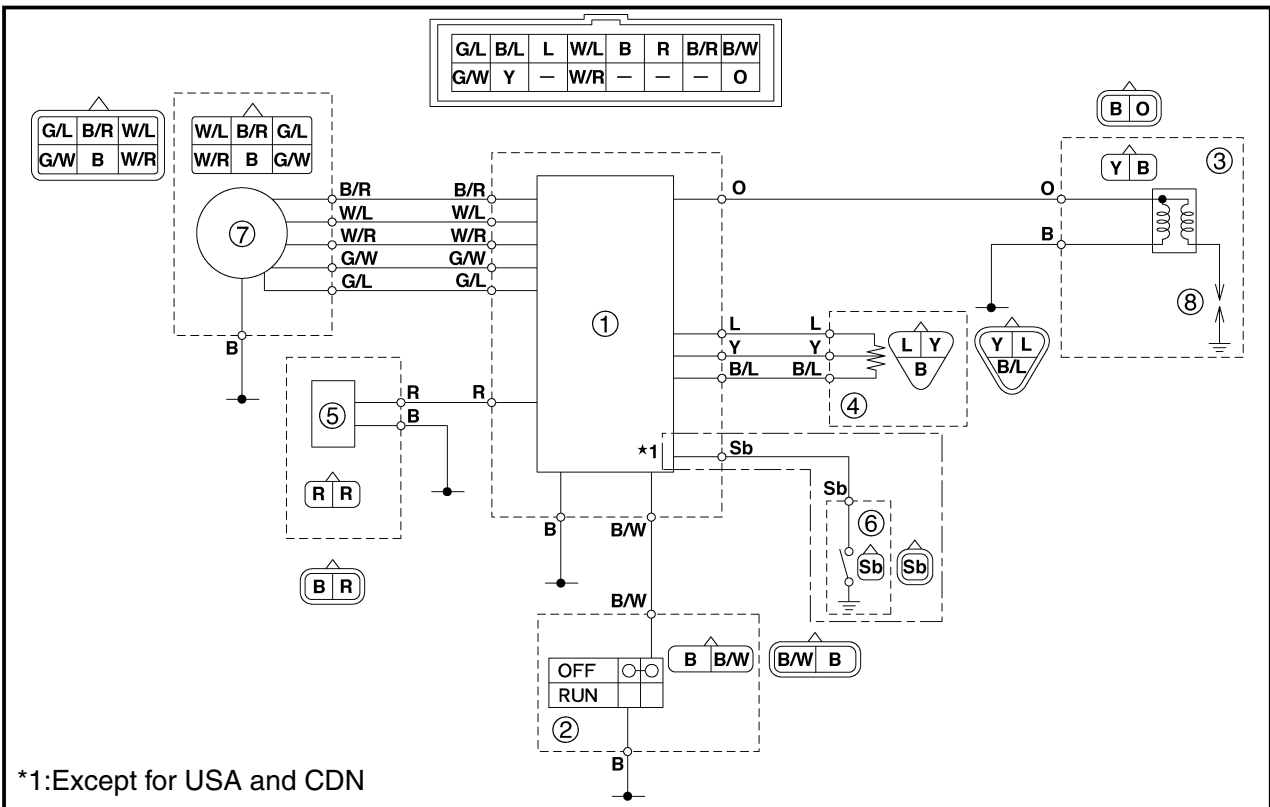 G/L B/L L W/L B R B/R B/W
G/W Y — W/R — — — O
G/L B/R W/L
G/W B W/R
W/L B/R G/L
W/R B G/W
B O
Y B
③
B/R B/R
W/L W/L
W/R W/R
G/W G/W
G/L G/L
⑦
B
①
O O
B
⑧
L L
Y Y
B/L B/L
L Y
B
Y L
B/L
④
⑤
R R
B
R R
B R
★1
Sb
Sb
⑥
Sb
Sb
B
B/W
B/W
OFF
RUN
B B/W
B/W B
②
B
*1:Except for USA and CDN